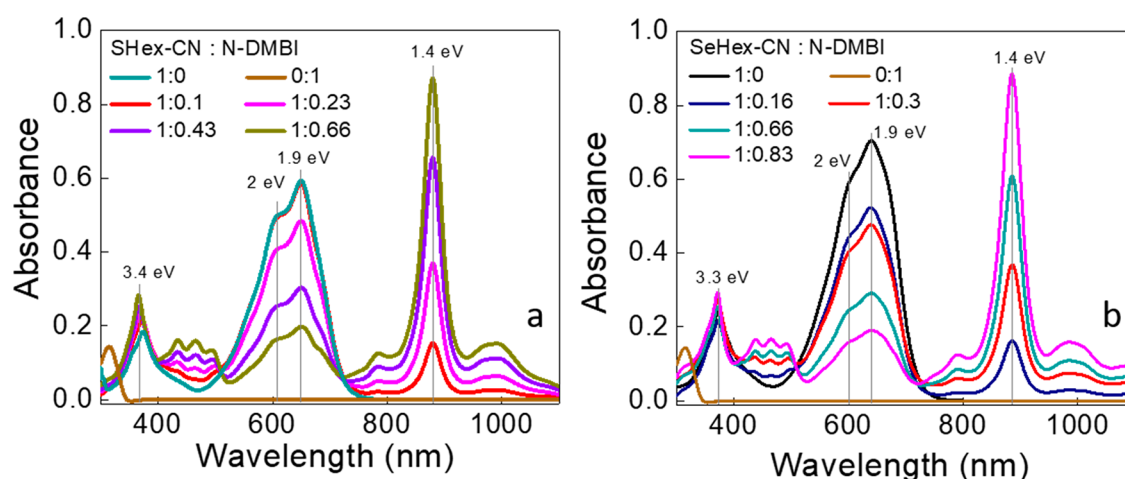 SHex-CN : N-DMBI
1:0 0:1
1:0.1 1:0.23
1:0.43 1:0.66
1.4 eV
1.9 eV
2 eV
3.4 eV
a
1.0
0.8
0.6
0.4
0.2
0.0
Absorbance
400 600 800 1000
Wavelength (nm)
SeHex-CN : N-DMBI
1:0 0:1
1:0.16 1:0.3
1:0.66
1:0.83
1.4 eV
1.9 eV
2 eV
3.3 eV
b
1.0
0.8
0.6
0.4
0.2
0.0
Absorbance
400 600 800 1000
Wavelength (nm)